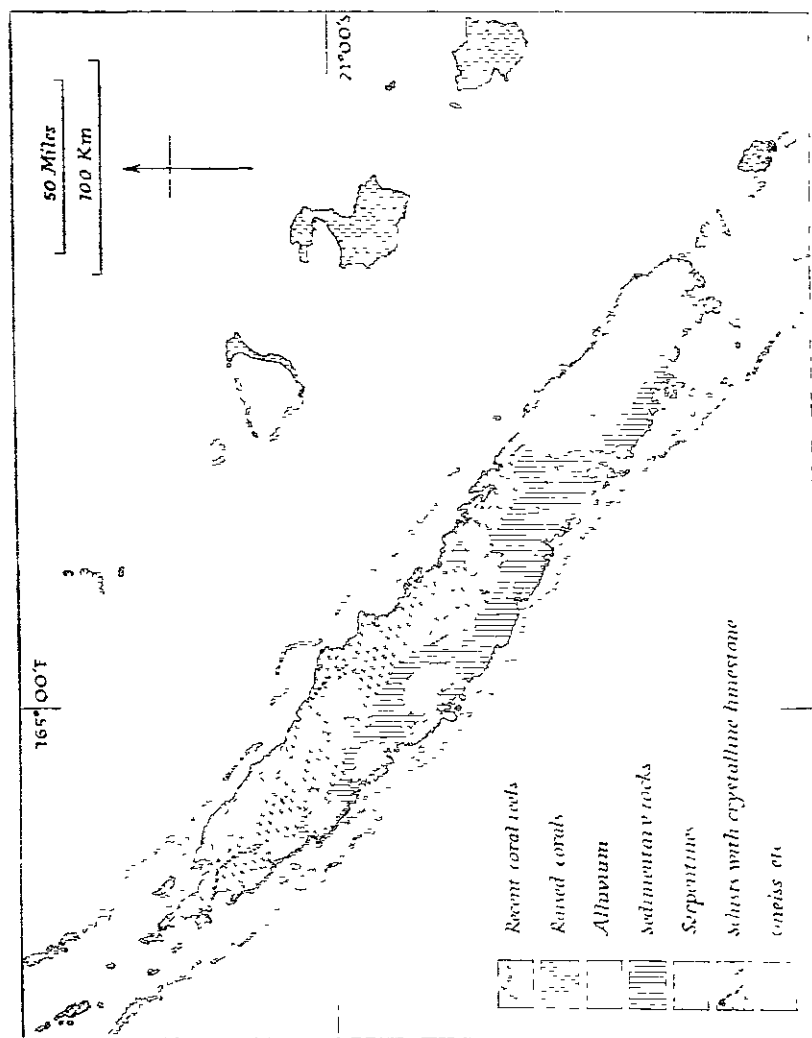 165° 00'E
50 Miles
100 Km
21°00's
Recent coral reefs
Raised corals
Alluvium
Sedimentary rocks
Serpentines
Schists with crystalline limestone
Gneiss etc